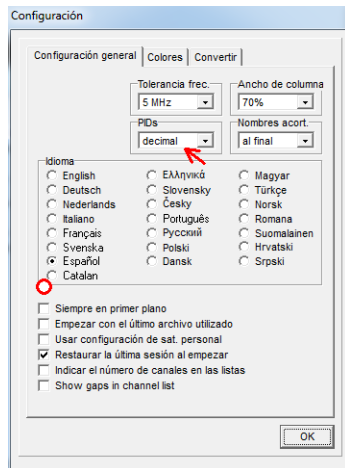 Configuración
Configuración general Colores Convertir
Tolerancia frec. Ancho de columna
5 MHz 70%
PIDs Nombres acort.
decimal al final
Idioma
English Ελληνικά Magyar
Deutsch Slovensky Türkçe
Nederlands Česky Norsk
Italiano Português Romana
Français Русский Suomalainen
Svenska Polski Hrvatski
Español Dansk Srpski
Catalan
Siempre en primer plano
Empezar con el último archivo utilizado
Usar configuración de sat. personal
Restaurar la última sesión al empezar
Indicar el número de canales en las listas
Show gaps in channel list
OK